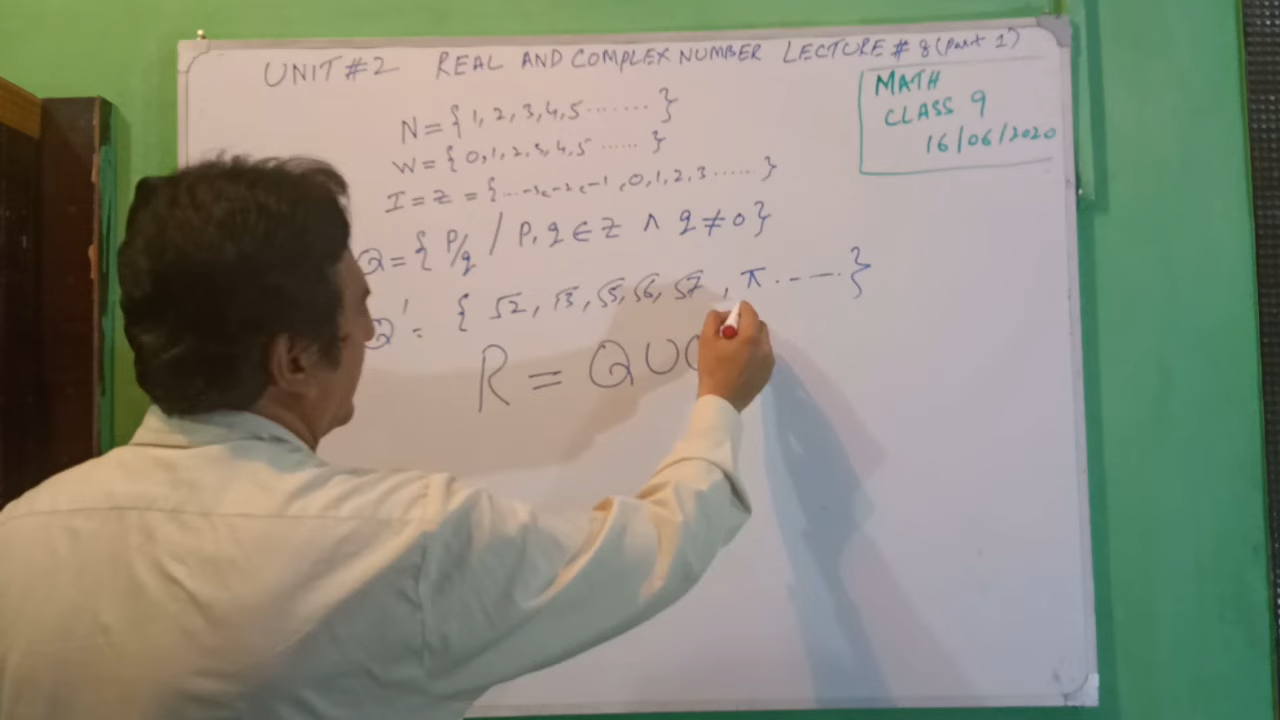 UNIT #2 REAL AND COMPLEX NUMBER LECTURE # 8 (Part 1)
MATH
CLASS 9
16/06/2020
N = { 1, 2, 3, 4, 5 ....... }
W = { 0, 1, 2, 3, 4, 5 ...... }
I = Z = { ... -3, -2, -1, 0, 1, 2, 3 ...... }
Q = { P/q / P, q ∈ Z ∧ q ≠ 0 }
Q' = { √2, √3, √5, √6, √7, π . - - - . }
R = Q U